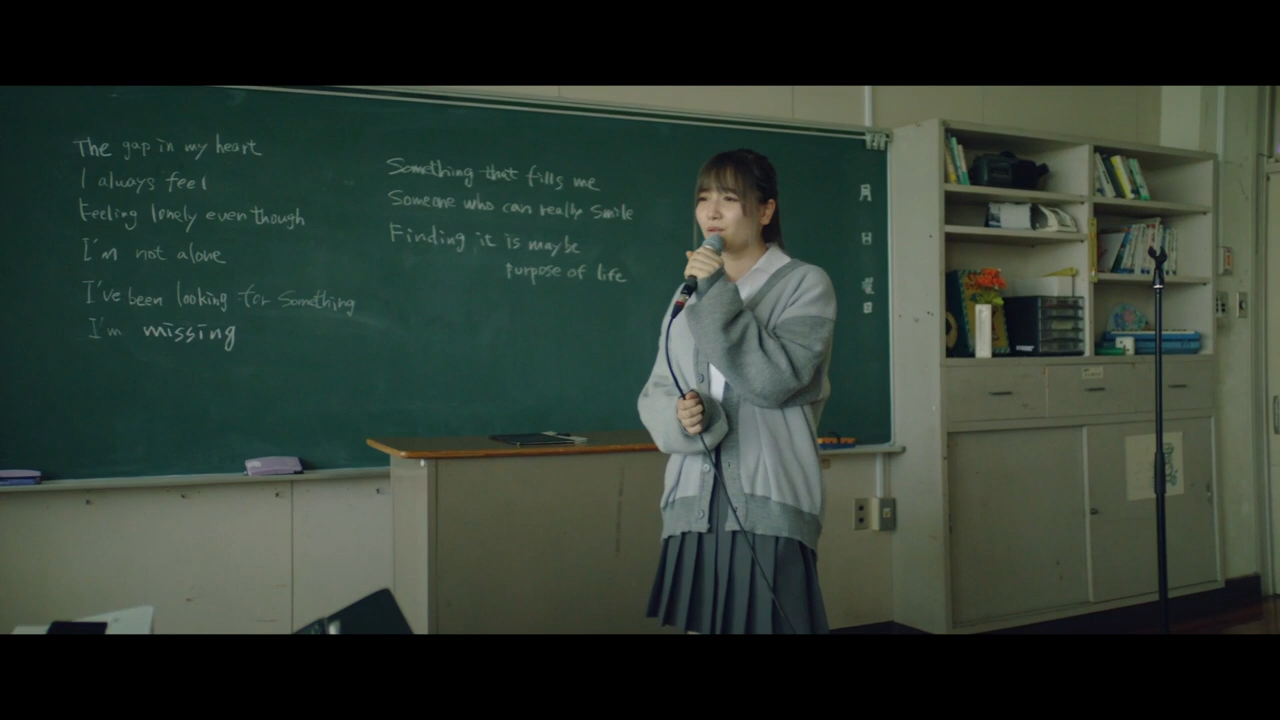 The gap in my heart
I always feel
Feeling lonely even though
I'm not alone
I've been looking for something
I'm missing
Something that fills me
Someone who can really smile
Finding it is maybe
purpose of life
月
日
曜
日